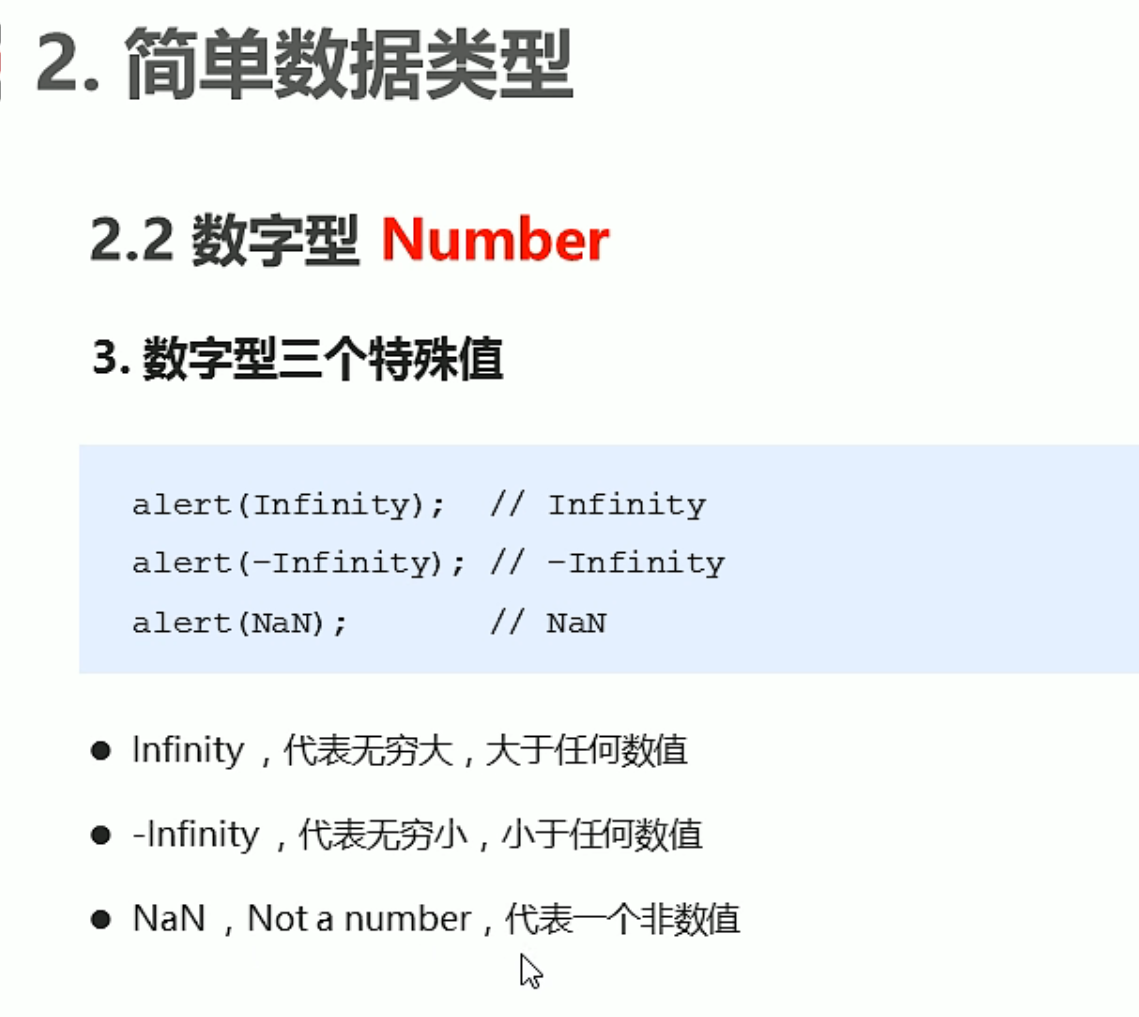 2. 简单数据类型
2.2 数字型 Number
3. 数字型三个特殊值
alert(Infinity);  // Infinity
alert(-Infinity); // -Infinity
alert(NaN);       // NaN
● Infinity ，代表无穷大，大于任何数值
● -Infinity ，代表无穷小，小于任何数值
● NaN ，Not a number，代表一个非数值